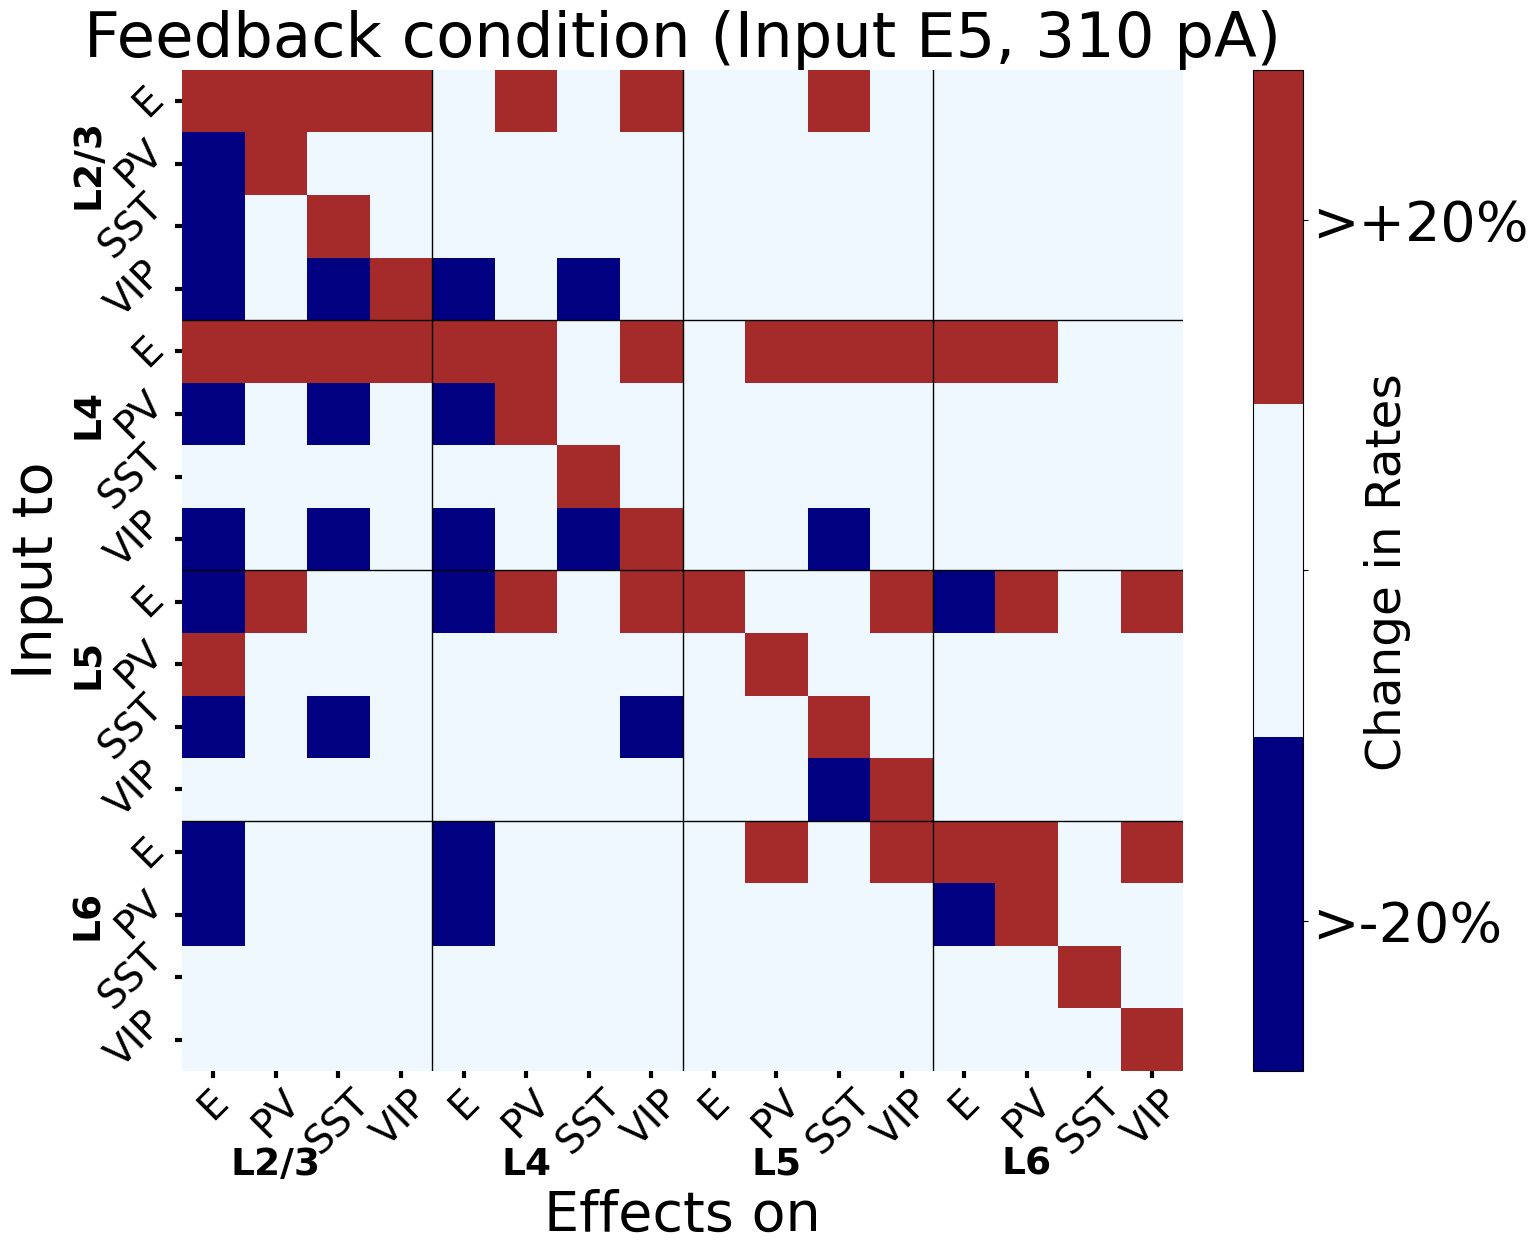 Feedback condition (Input E5, 310 pA)
Input to
L2/3
E
PV
SST
VIP
L4
E
PV
SST
VIP
L5
E
PV
SST
VIP
L6
E
PV
SST
VIP
E PV SST VIP E PV SST VIP E PV SST VIP E PV SST VIP
L2/3 L4 L5 L6
Effects on
>+20%
>-20%
Change in Rates